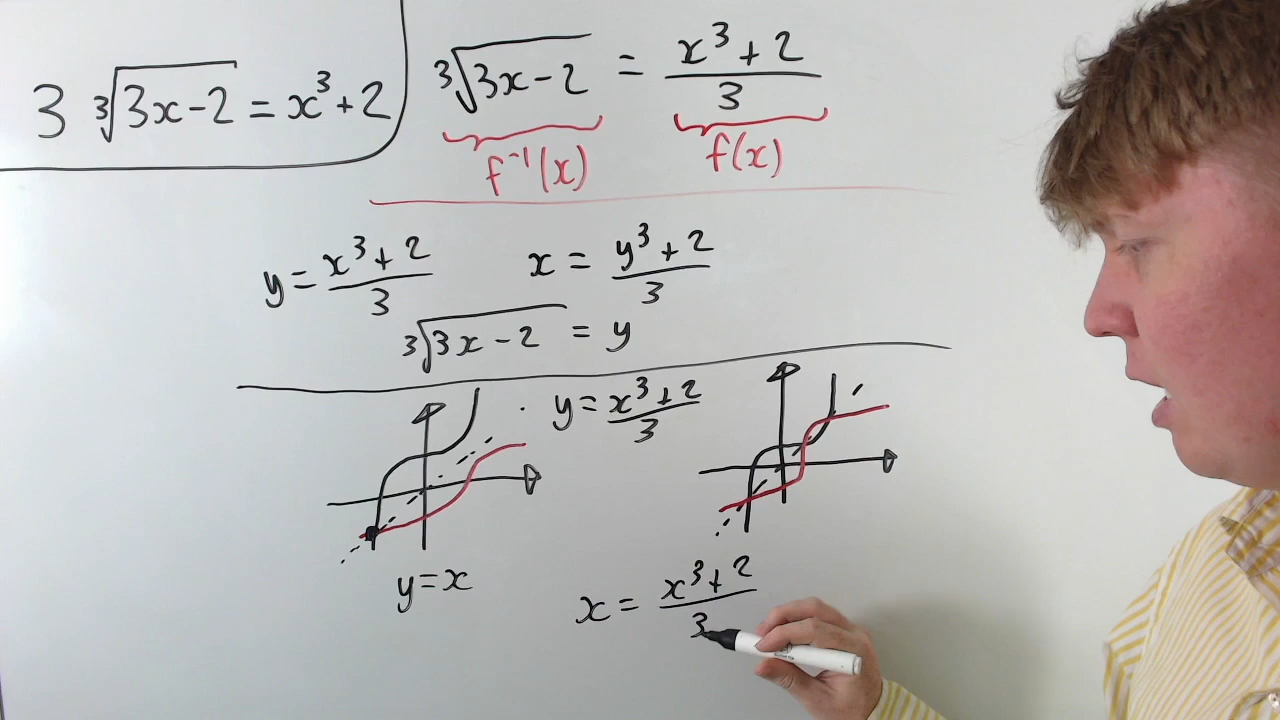 3 ∛(3x-2) = x³+2
∛(3x-2) = (x³+2)/3
f⁻¹(x) f(x)
y = (x³+2)/3 x = (y³+2)/3
∛(3x-2) = y
y = (x³+2)/3
y = x
x = (x³+2)/3